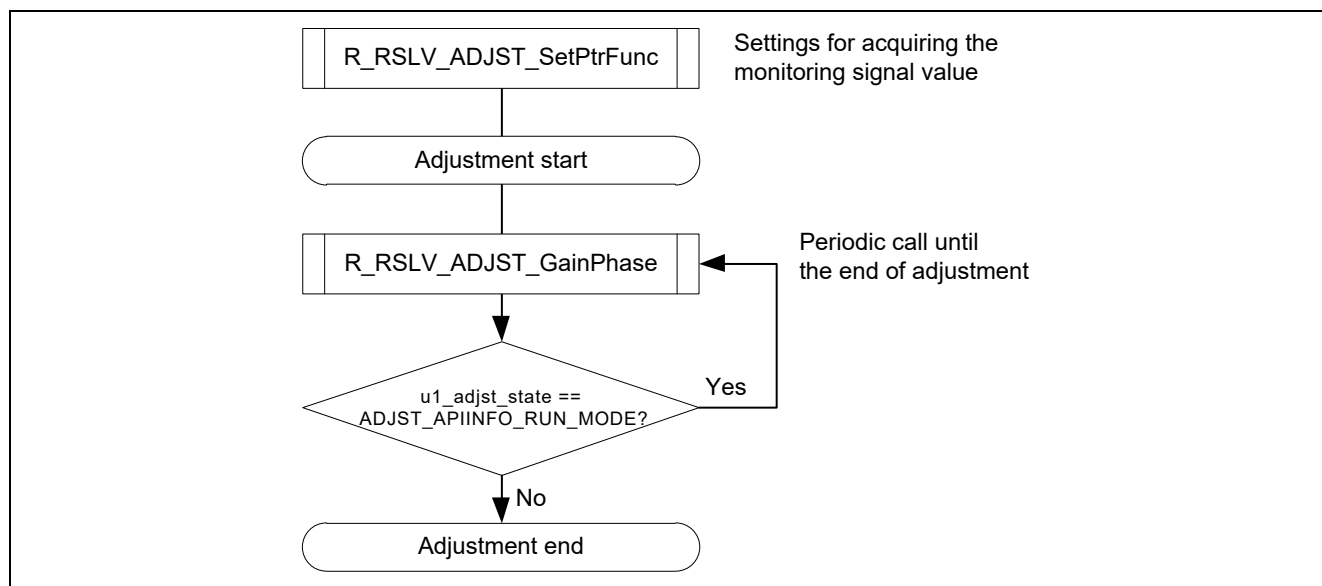 R_RSLV_ADJST_SetPtrFunc
Settings for acquiring the
monitoring signal value
Adjustment start
R_RSLV_ADJST_GainPhase
Periodic call until
the end of adjustment
u1_adjst_state ==
ADJST_APIINFO_RUN_MODE?
Yes
No
Adjustment end